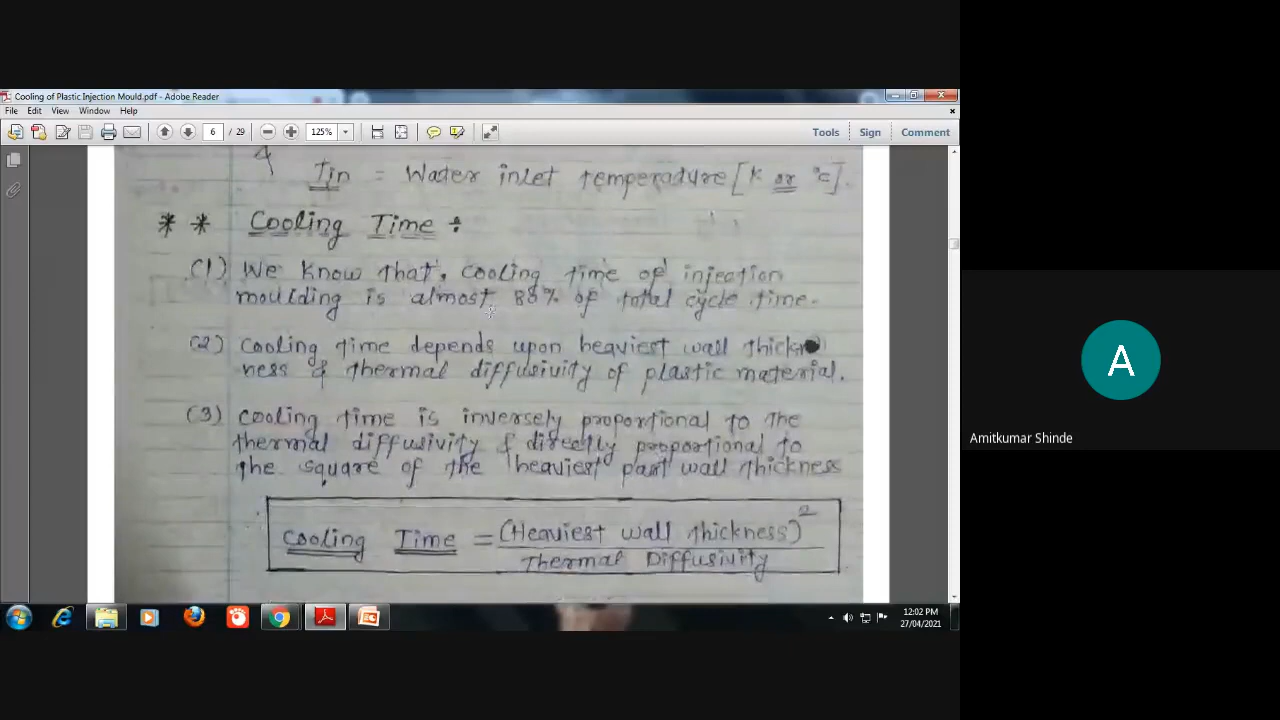 Cooling of Plastic Injection Mould.pdf - Adobe Reader
File Edit View Window Help
6 / 29 125% Tools Sign Comment
Tin = Water inlet temperadure [K or °c].
** Cooling Time :
(1) We know that, cooling time of injection
moulding is almost 80% of total cycle time.
(2) Cooling time depends upon heaviest wall thick
ness & thermal diffusivity of plastic material.
(3) Cooling time is inversely proportional to the
thermal diffusivity & directly proportional to
the square of the heaviest part wall thickness
Cooling Time = (Heaviest wall thickness)²
Thermal Diffusivity
A
Amitkumar Shinde
12:02 PM
27/04/2021